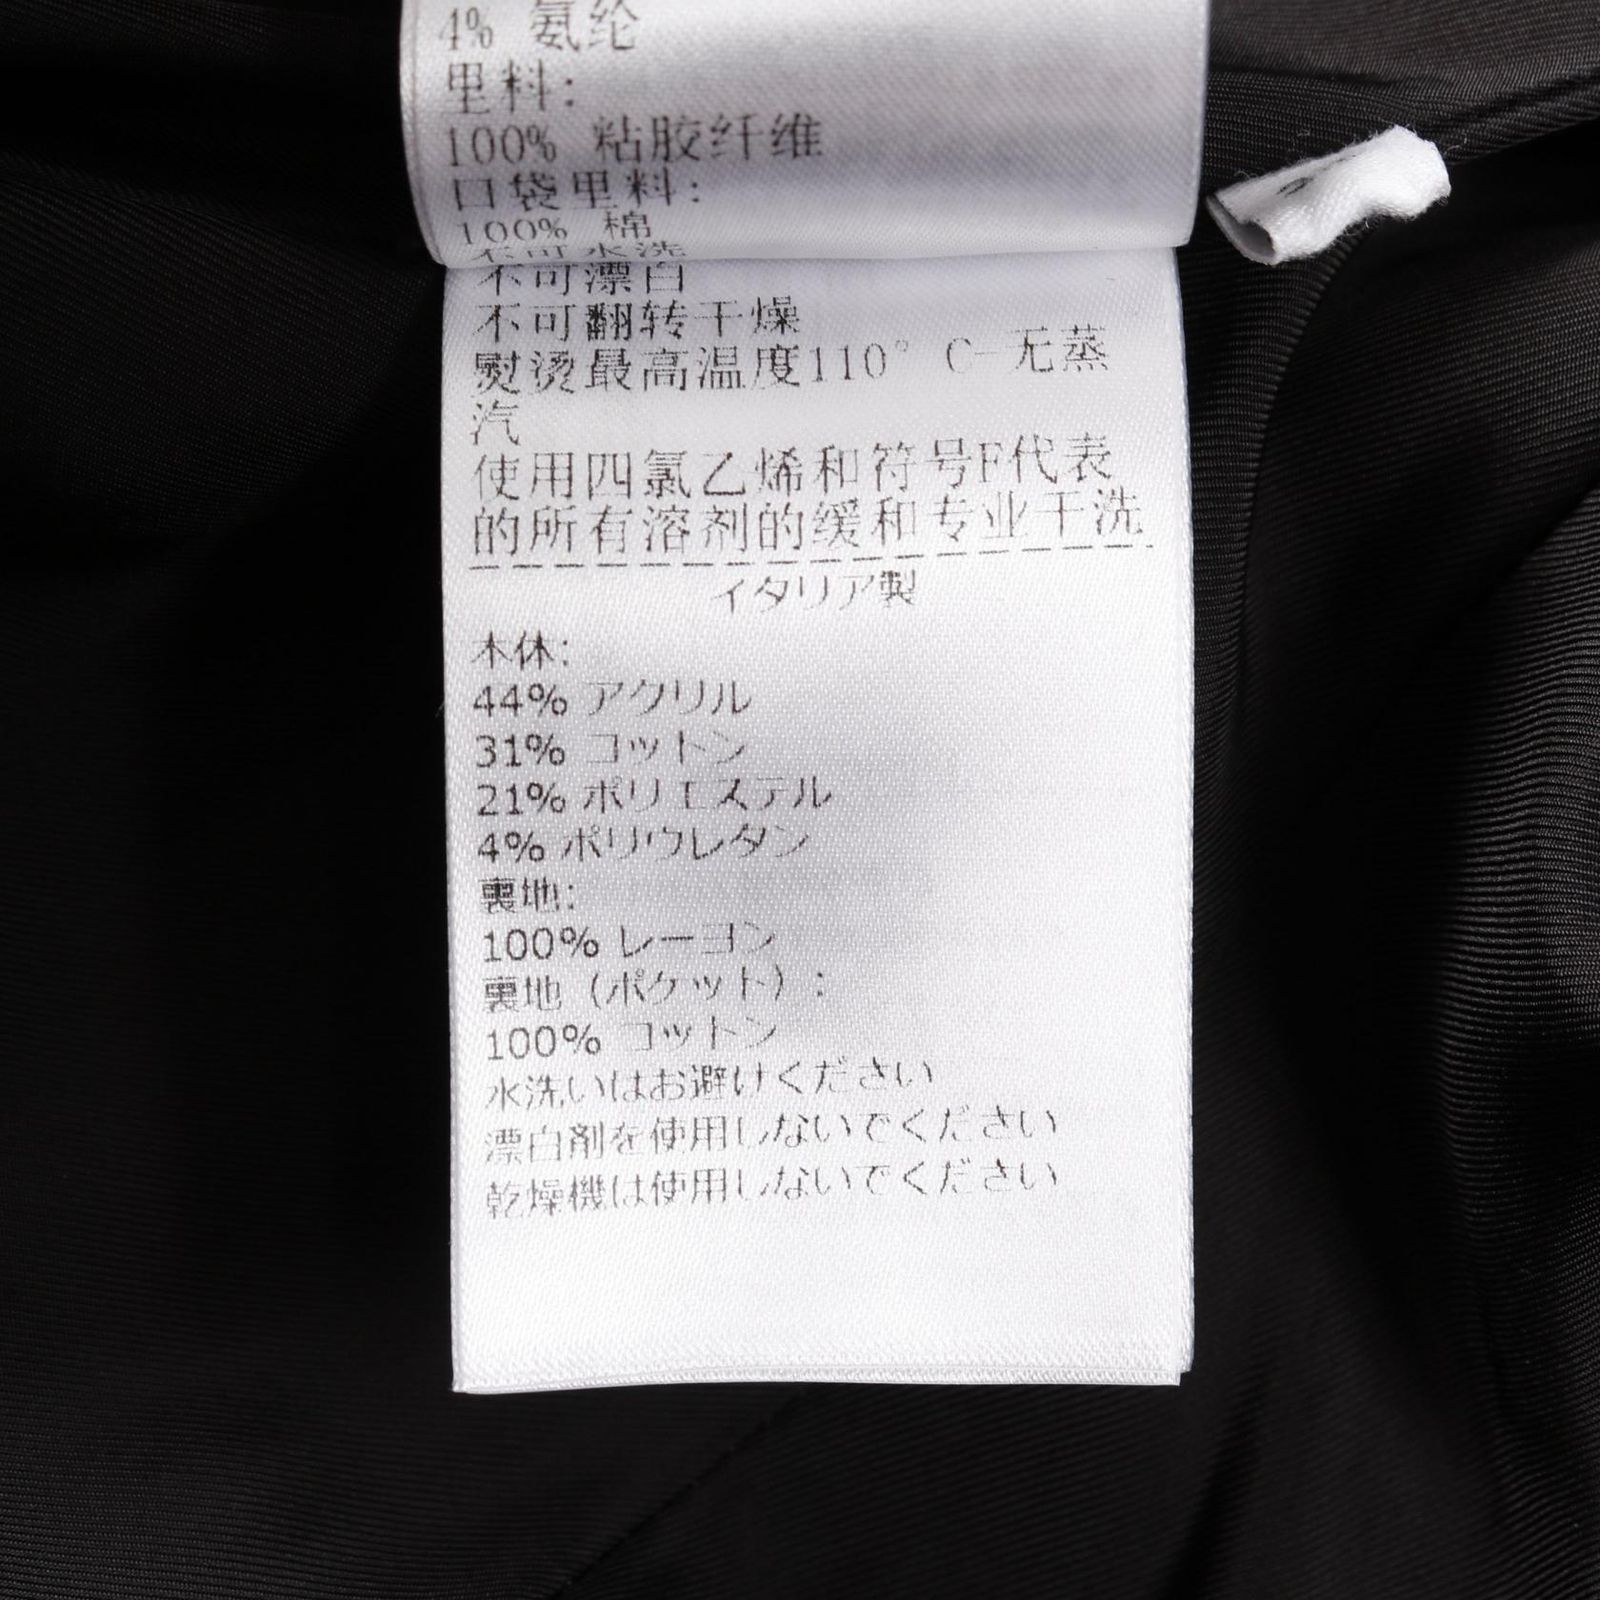 4% 氨纶
里料:
100% 粘胶纤维
口袋里料:
100% 棉
不可水洗
不可漂白
不可翻转干燥
熨烫最高温度110° C-无蒸
汽
使用四氯乙烯和符号F代表
的所有溶剂的缓和专业干洗
イタリア製
本体:
44% アクリル
31% コットン
21% ポリエステル
4% ポリウレタン
裏地:
100% レーヨン
裏地（ポケット）:
100% コットン
水洗いはお避けください
漂白剤を使用しないでください
乾燥機は使用しないでください